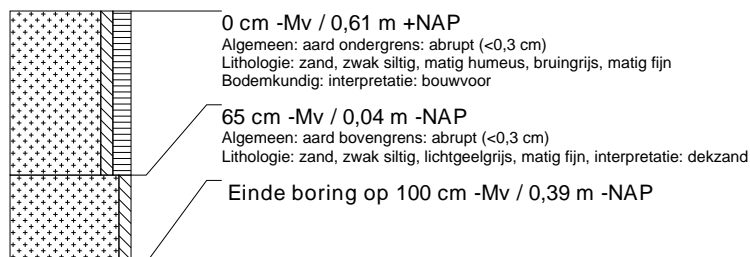 0 cm -Mv / 0,61 m +NAP
Algemeen: aard ondergrens: abrupt (<0,3 cm)
Lithologie: zand, zwak siltig, matig humeus, bruingrijs, matig fijn
Bodemkundig: interpretatie: bouwvoor
65 cm -Mv / 0,04 m -NAP
Algemeen: aard bovengrens: abrupt (<0,3 cm)
Lithologie: zand, zwak siltig, lichtgeelgrijs, matig fijn, interpretatie: dekzand
Einde boring op 100 cm -Mv / 0,39 m -NAP